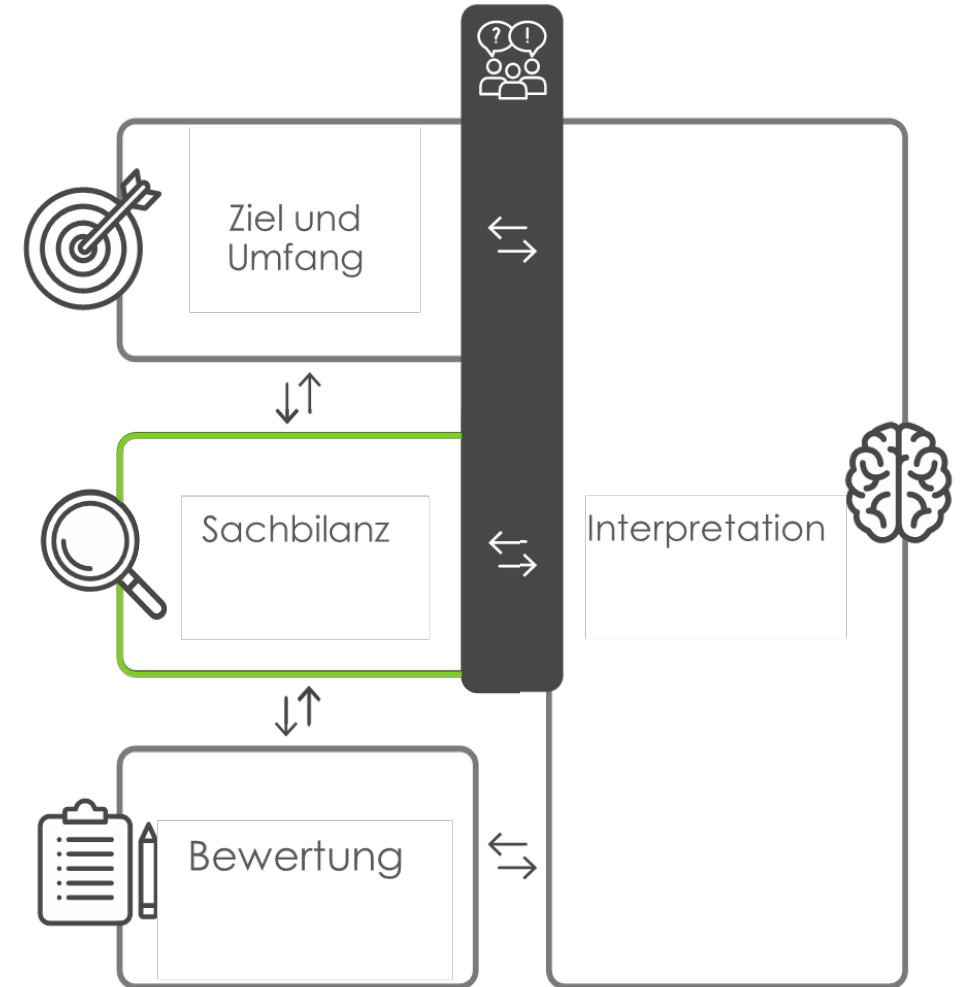 ? !
Ziel und
Umfang
Sachbilanz
Interpretation
Bewertung